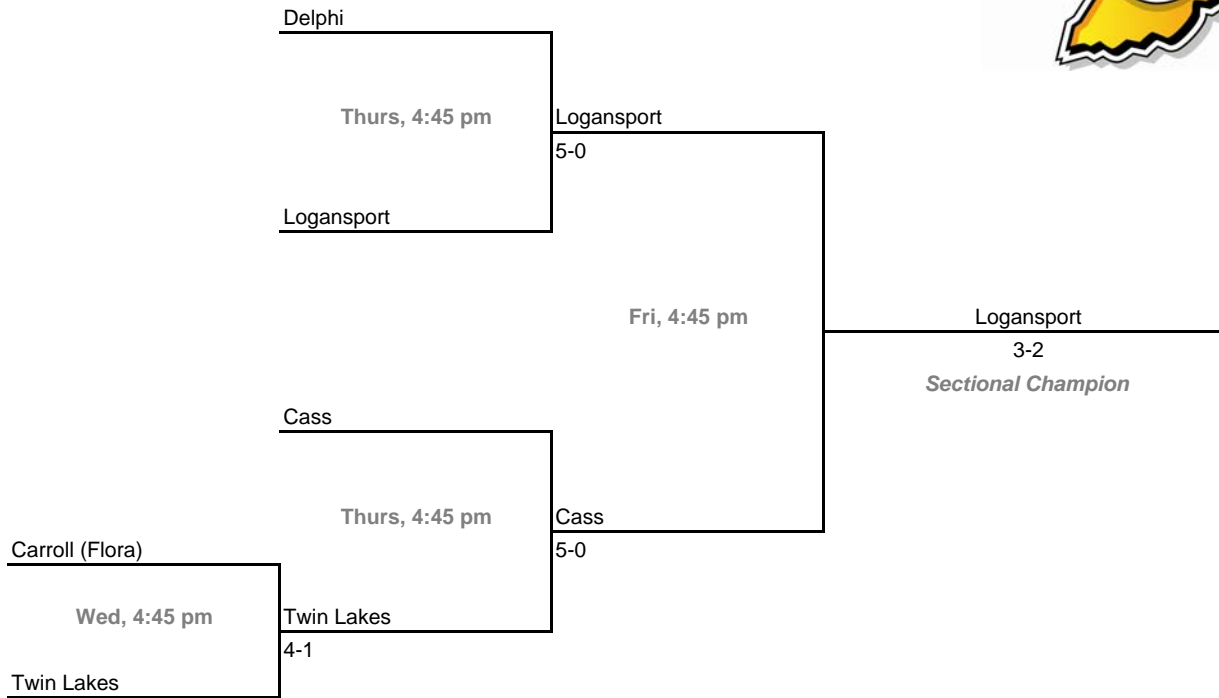 Delphi
Thurs, 4:45 pm
Logansport
5-0
Logansport
Fri, 4:45 pm
Logansport
3-2
Sectional Champion
Cass
Thurs, 4:45 pm
Cass
5-0
Carroll (Flora)
Wed, 4:45 pm
Twin Lakes
4-1
Twin Lakes